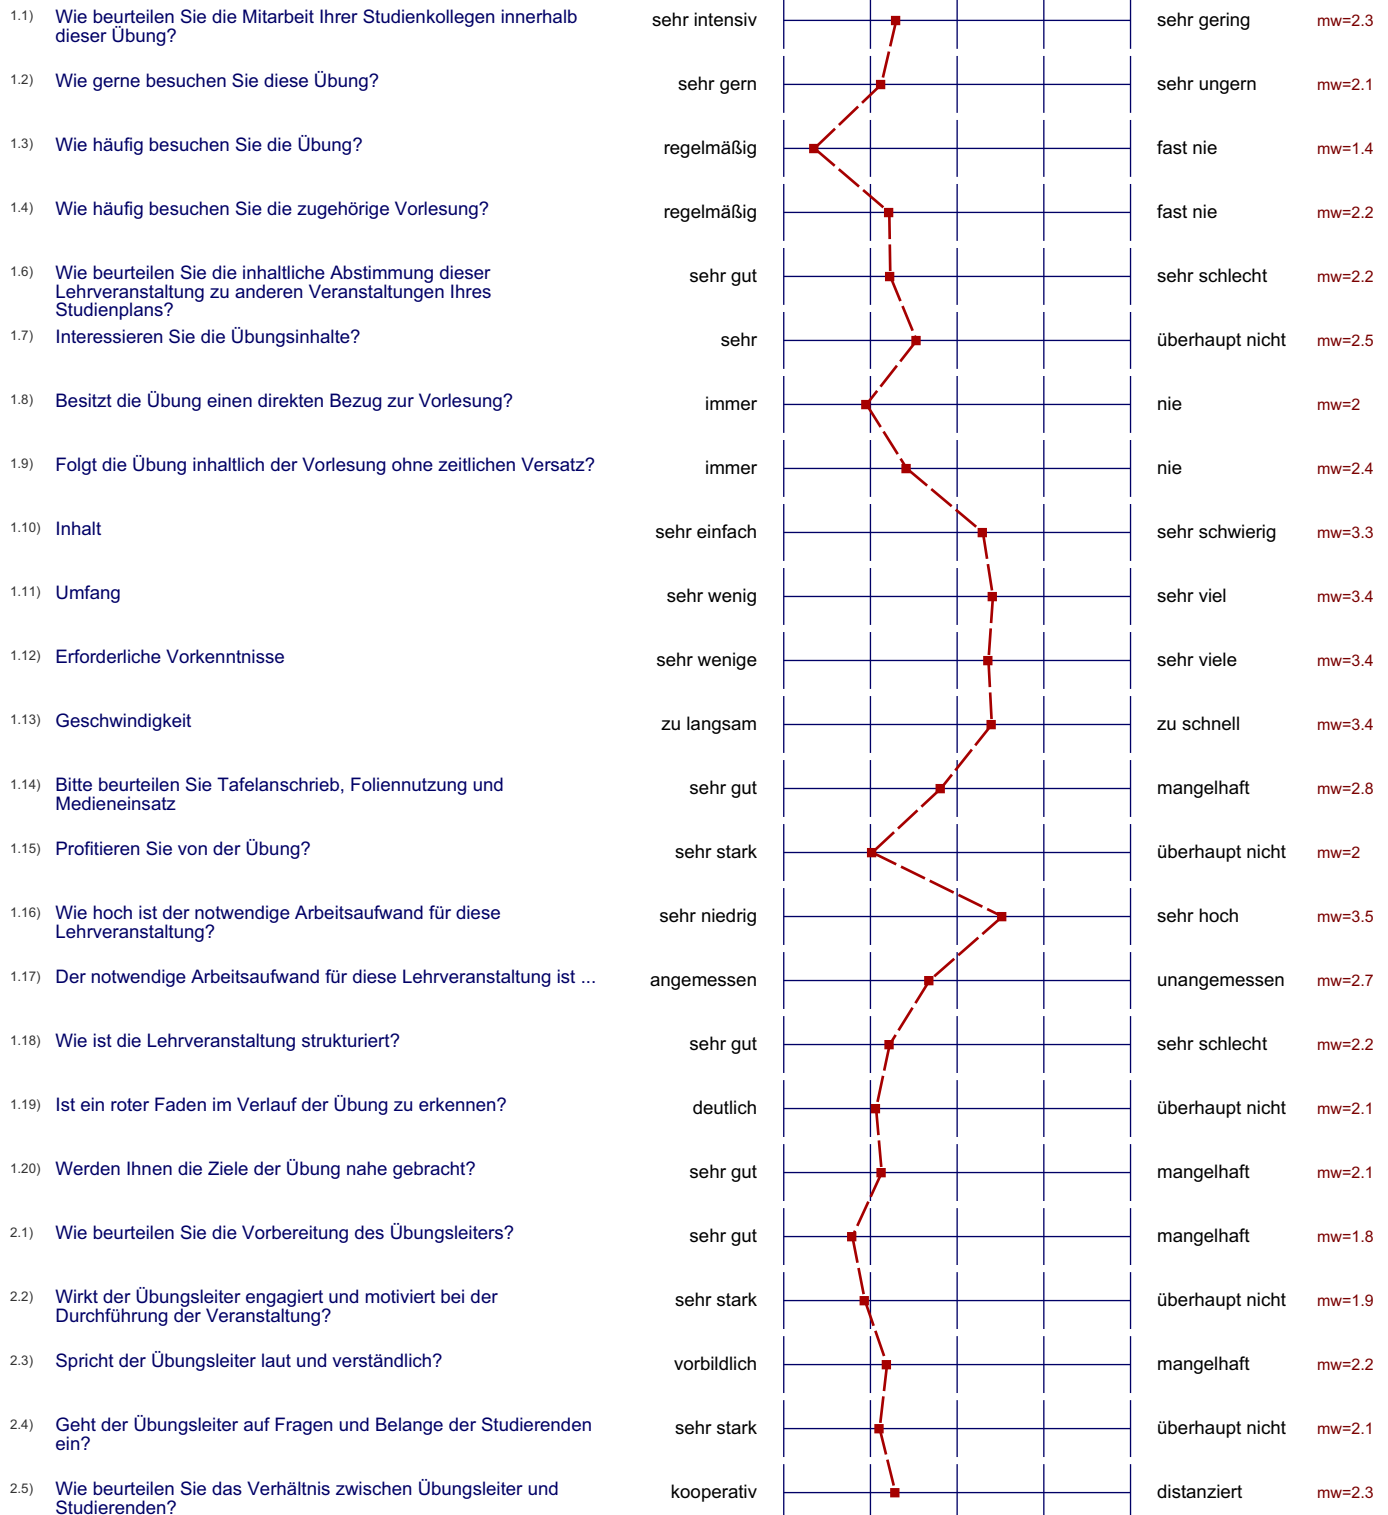 1.1) Wie beurteilen Sie die Mitarbeit Ihrer Studienkollegen innerhalb dieser Übung? sehr intensiv sehr gering mw=2.3
1.2) Wie gerne besuchen Sie diese Übung? sehr gern sehr ungern mw=2.1
1.3) Wie häufig besuchen Sie die Übung? regelmäßig fast nie mw=1.4
1.4) Wie häufig besuchen Sie die zugehörige Vorlesung? regelmäßig fast nie mw=2.2
1.6) Wie beurteilen Sie die inhaltliche Abstimmung dieser Lehrveranstaltung zu anderen Veranstaltungen Ihres Studienplans? sehr gut sehr schlecht mw=2.2
1.7) Interessieren Sie die Übungsinhalte? sehr überhaupt nicht mw=2.5
1.8) Besitzt die Übung einen direkten Bezug zur Vorlesung? immer nie mw=2
1.9) Folgt die Übung inhaltlich der Vorlesung ohne zeitlichen Versatz? immer nie mw=2.4
1.10) Inhalt sehr einfach sehr schwierig mw=3.3
1.11) Umfang sehr wenig sehr viel mw=3.4
1.12) Erforderliche Vorkenntnisse sehr wenige sehr viele mw=3.4
1.13) Geschwindigkeit zu langsam zu schnell mw=3.4
1.14) Bitte beurteilen Sie Tafelanschrieb, Foliennutzung und Medieneinsatz sehr gut mangelhaft mw=2.8
1.15) Profitieren Sie von der Übung? sehr stark überhaupt nicht mw=2
1.16) Wie hoch ist der notwendige Arbeitsaufwand für diese Lehrveranstaltung? sehr niedrig sehr hoch mw=3.5
1.17) Der notwendige Arbeitsaufwand für diese Lehrveranstaltung ist ... angemessen unangemessen mw=2.7
1.18) Wie ist die Lehrveranstaltung strukturiert? sehr gut sehr schlecht mw=2.2
1.19) Ist ein roter Faden im Verlauf der Übung zu erkennen? deutlich überhaupt nicht mw=2.1
1.20) Werden Ihnen die Ziele der Übung nahe gebracht? sehr gut mangelhaft mw=2.1
2.1) Wie beurteilen Sie die Vorbereitung des Übungsleiters? sehr gut mangelhaft mw=1.8
2.2) Wirkt der Übungsleiter engagiert und motiviert bei der Durchführung der Veranstaltung? sehr stark überhaupt nicht mw=1.9
2.3) Spricht der Übungsleiter laut und verständlich? vorbildlich mangelhaft mw=2.2
2.4) Geht der Übungsleiter auf Fragen und Belange der Studierenden ein? sehr stark überhaupt nicht mw=2.1
2.5) Wie beurteilen Sie das Verhältnis zwischen Übungsleiter und Studierenden? kooperativ distanziert mw=2.3